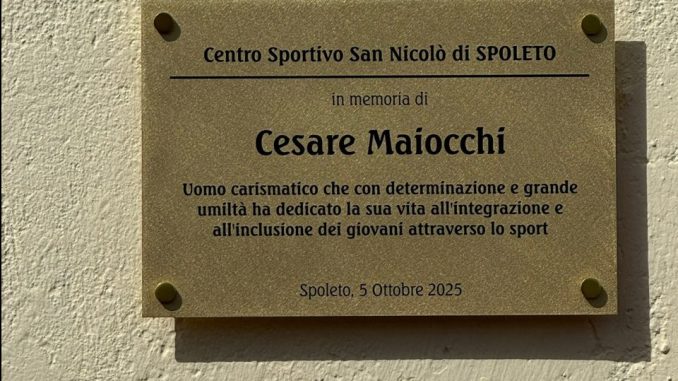 Centro Sportivo San Nicolò di SPOLETO
in memoria di
Cesare Maiocchi
Uomo carismatico che con determinazione e grande
umiltà ha dedicato la sua vita all'integrazione e
all'inclusione dei giovani attraverso lo sport
Spoleto, 5 Ottobre 2025